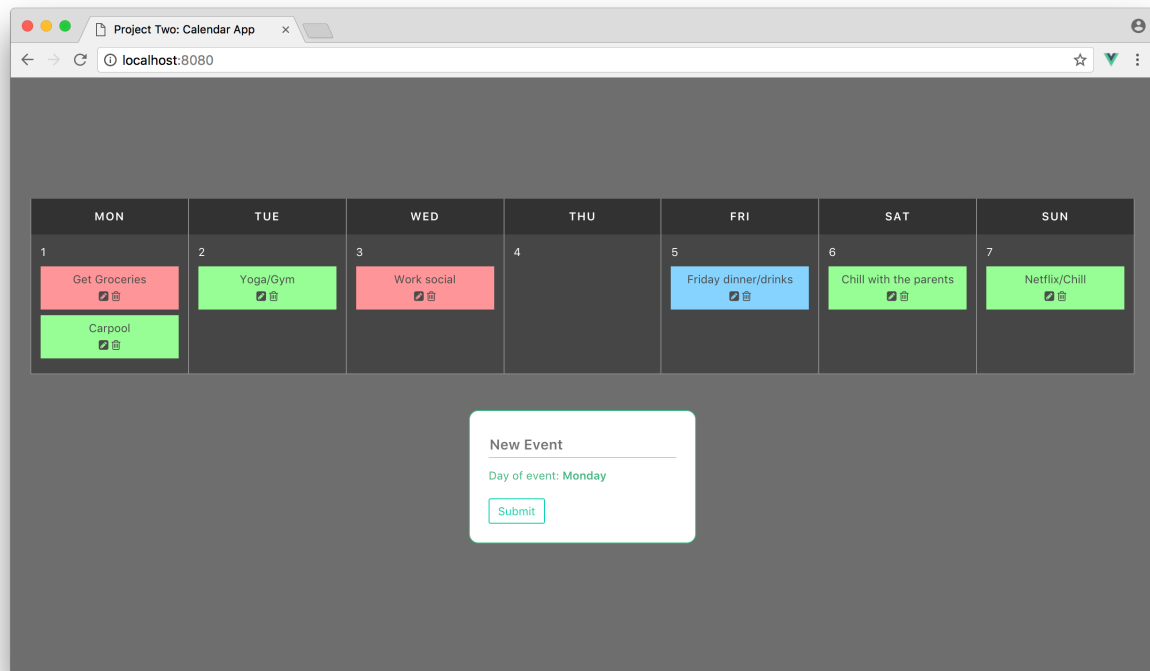 Project Two: Calendar App
localhost:8080
MON TUE WED THU FRI SAT SUN
1 2 3 4 5 6 7
Get Groceries Yoga/Gym Work social Friday dinner/drinks Chill with the parents Netflix/Chill
Carpool
New Event
Day of event: Monday
Submit